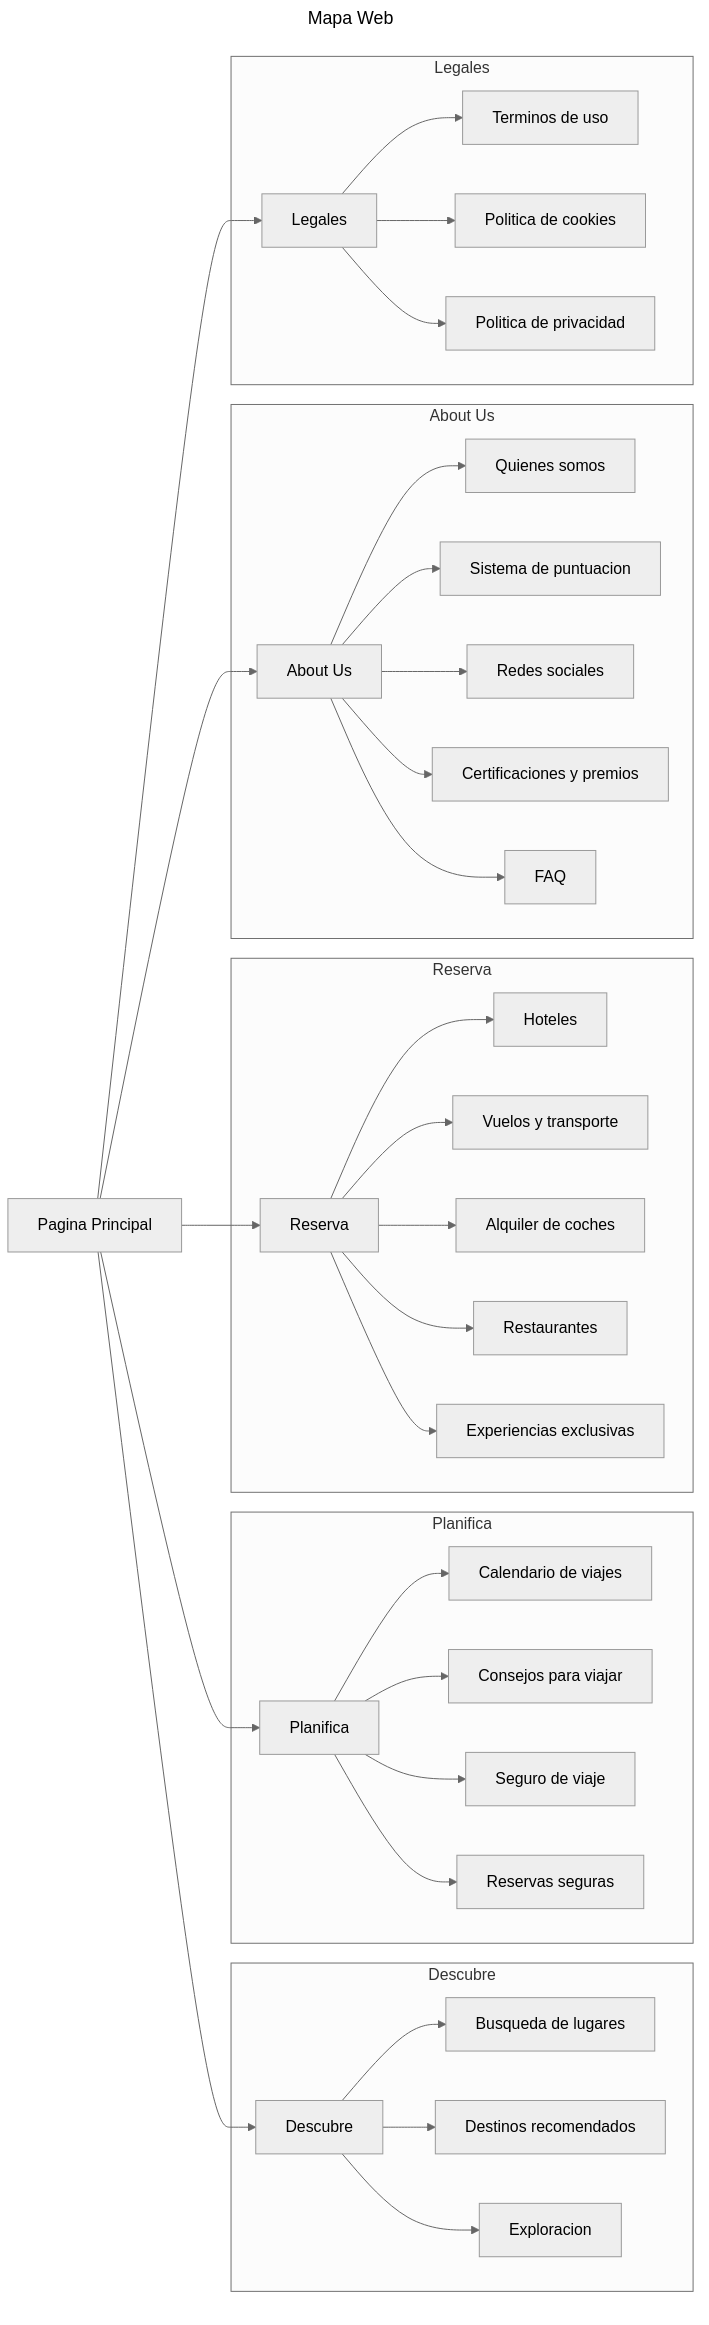 Mapa Web
Legales
Terminos de uso
Legales
Politica de cookies
Politica de privacidad
About Us
Quienes somos
Sistema de puntuacion
About Us
Redes sociales
Certificaciones y premios
FAQ
Reserva
Hoteles
Vuelos y transporte
Pagina Principal
Reserva
Alquiler de coches
Restaurantes
Experiencias exclusivas
Planifica
Calendario de viajes
Consejos para viajar
Planifica
Seguro de viaje
Reservas seguras
Descubre
Busqueda de lugares
Descubre
Destinos recomendados
Exploracion